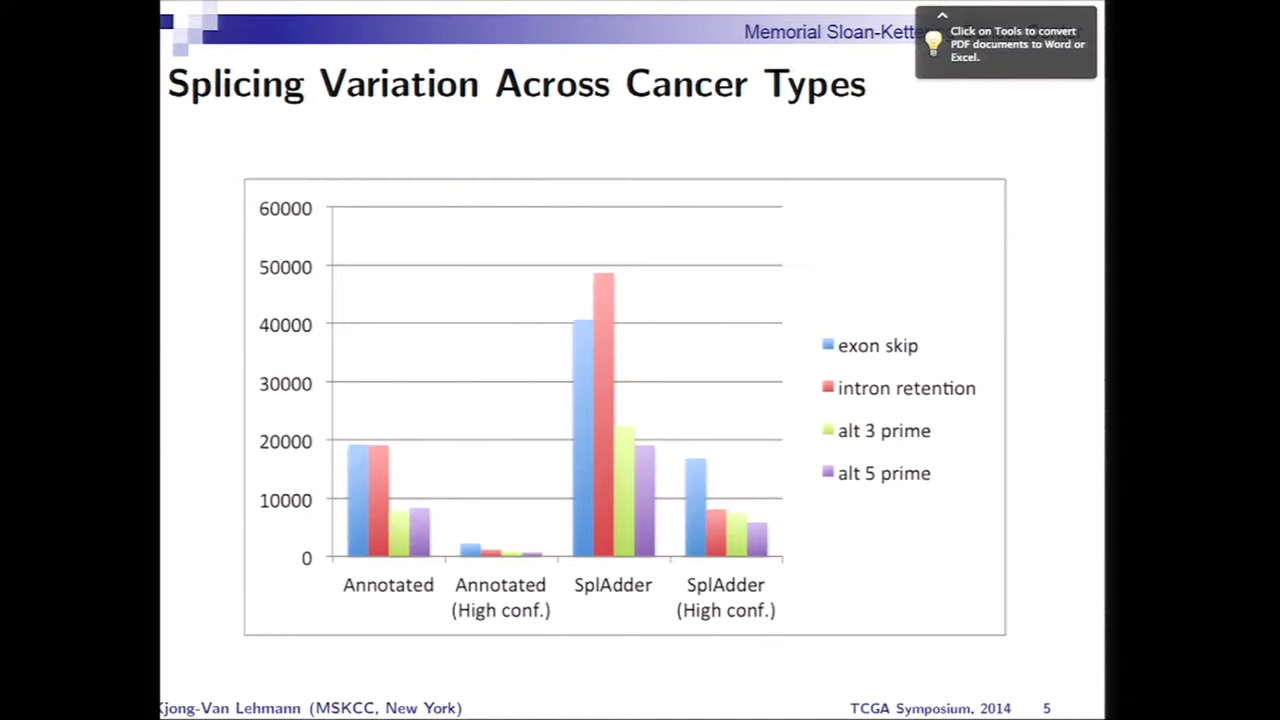 Memorial Sloan-Kette
Click on Tools to convert
PDF documents to Word or
Excel.
Splicing Variation Across Cancer Types
60000
50000
40000
30000
20000
10000
0
exon skip
intron retention
alt 3 prime
alt 5 prime
Annotated
Annotated
(High conf.)
SplAdder
SplAdder
(High conf.)
Kjong-Van Lehmann (MSKCC, New York)
TCGA Symposium, 2014
5